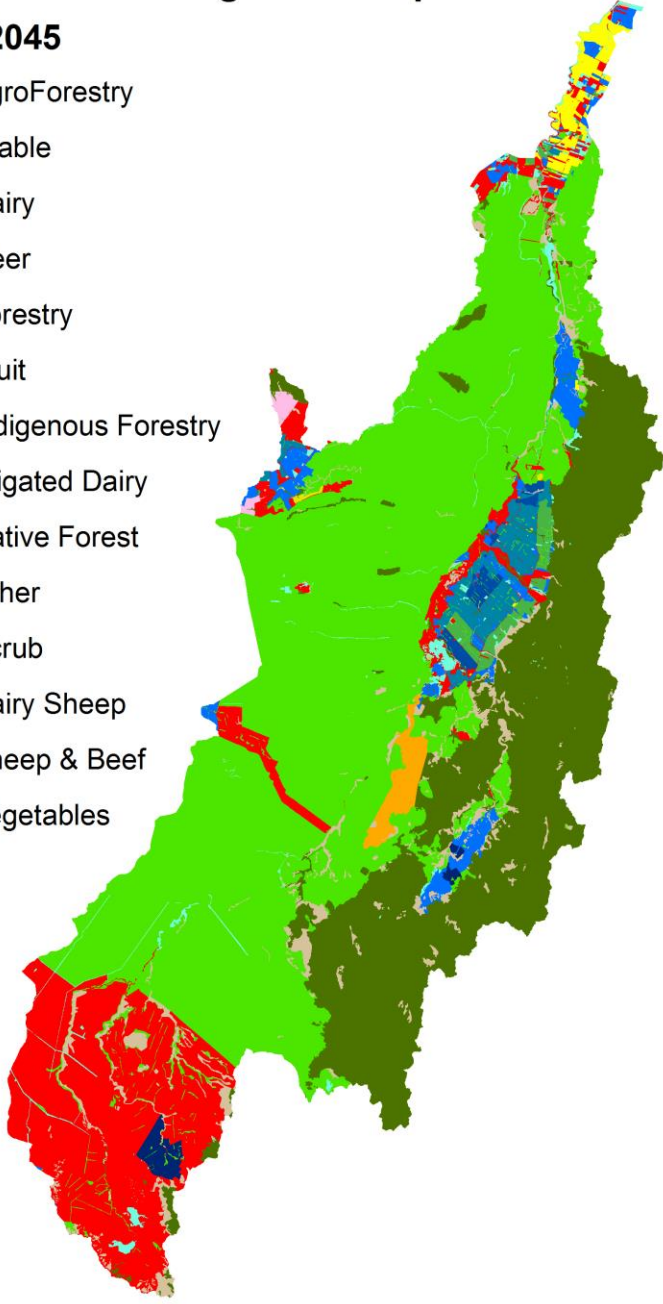 2045
groForestry
able
airy
eer
orestry
uit
digenous Forestry
igated Dairy
ative Forest
her
crub
airy Sheep
heep & Beef
egetables